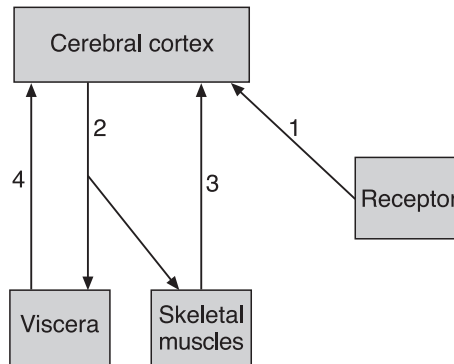 Cerebral cortex
1
2
4
3
Receptor
Viscera
Skeletal
muscles